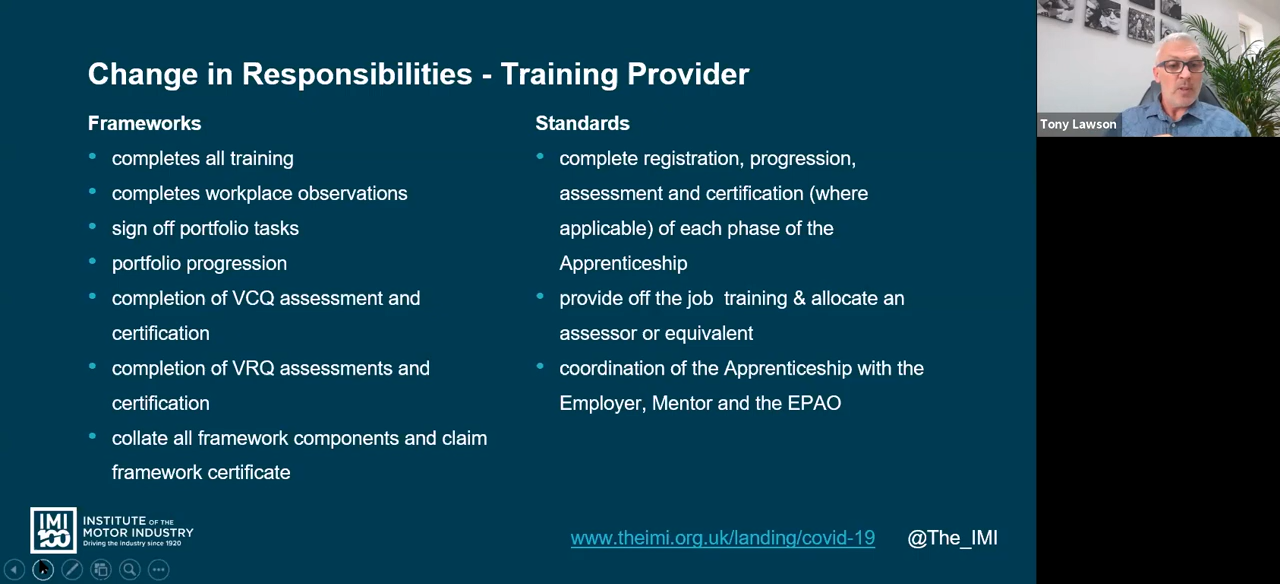 Change in Responsibilities - Training Provider
Frameworks
completes all training
completes workplace observations
sign off portfolio tasks
portfolio progression
completion of VCQ assessment and
certification
completion of VRQ assessments and
certification
collate all framework components and claim
framework certificate
Standards
complete registration, progression,
assessment and certification (where
applicable) of each phase of the
Apprenticeship
provide off the job  training & allocate an
assessor or equivalent
coordination of the Apprenticeship with the
Employer, Mentor and the EPAO
IMI
100
INSTITUTE OF THE
MOTOR INDUSTRY
Driving the Industry since 1920
www.theimi.org.uk/landing/covid-19
@The_IMI
Tony Lawson